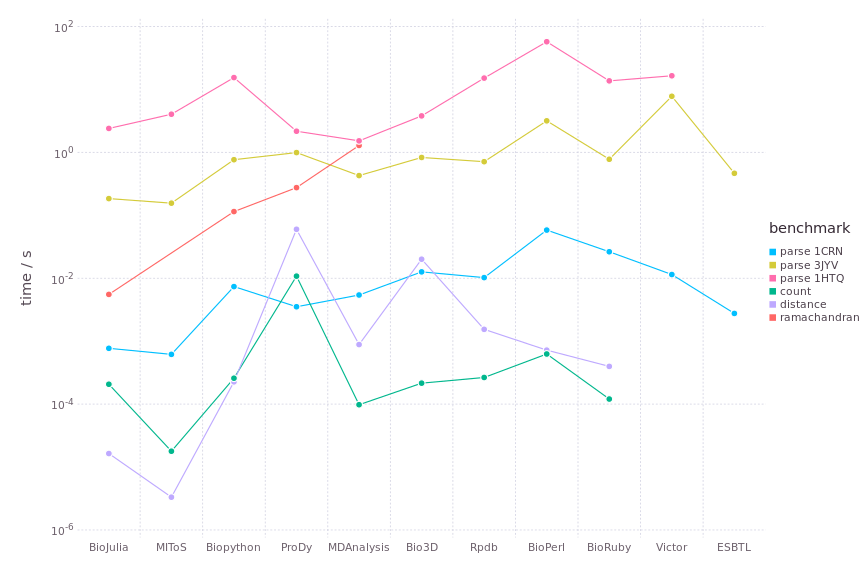 10^2
10^0
10^-2
10^-4
10^-6
time / s
BioJulia MIToS Biopython ProDy MDAnalysis Bio3D Rpdb BioPerl BioRuby Victor ESBTL
benchmark
parse 1CRN
parse 3JYV
parse 1HTQ
count
distance
ramachandran